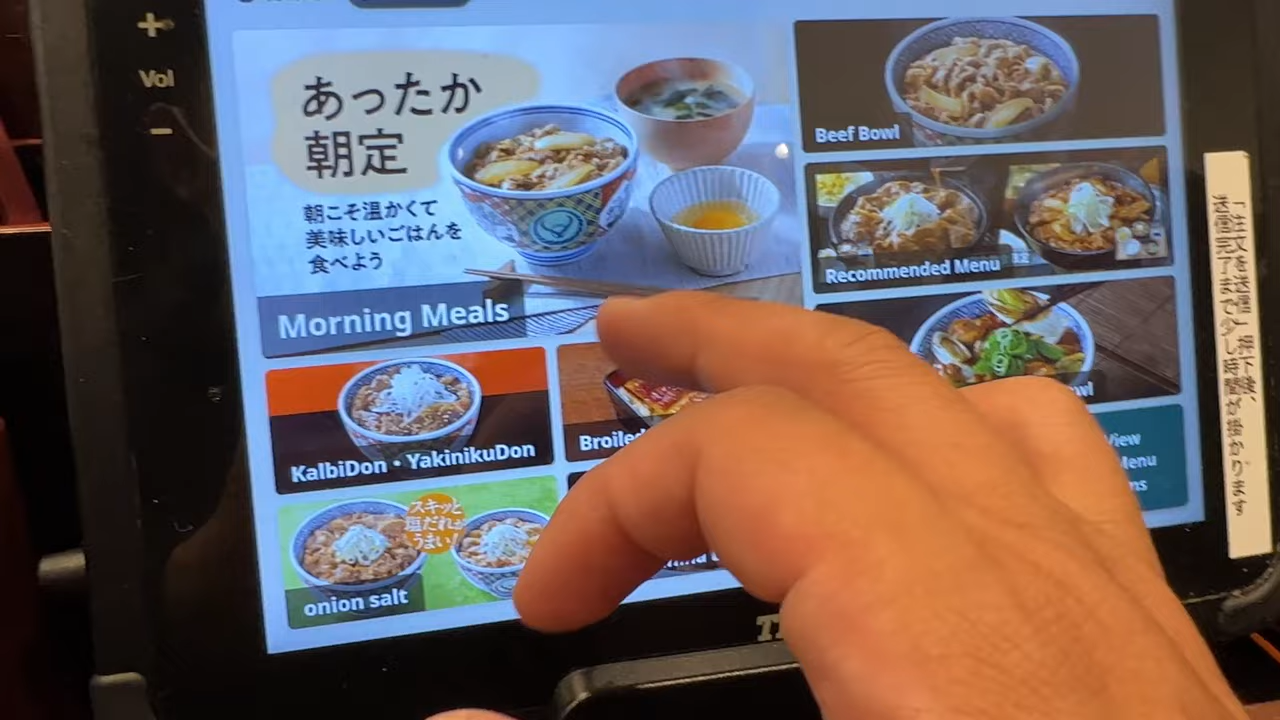 +
Vol
-
あったか
朝定
朝こそ温かくて
美味しいごはんを
食べよう
Morning Meals
Beef Bowl
Recommended Menu
KalbiDon・YakinikuDon
Broiled
View
スキッと
塩だれが
うまい!
onion salt
「注文を送信」押下後、
送信完了まで少し時間が掛かります